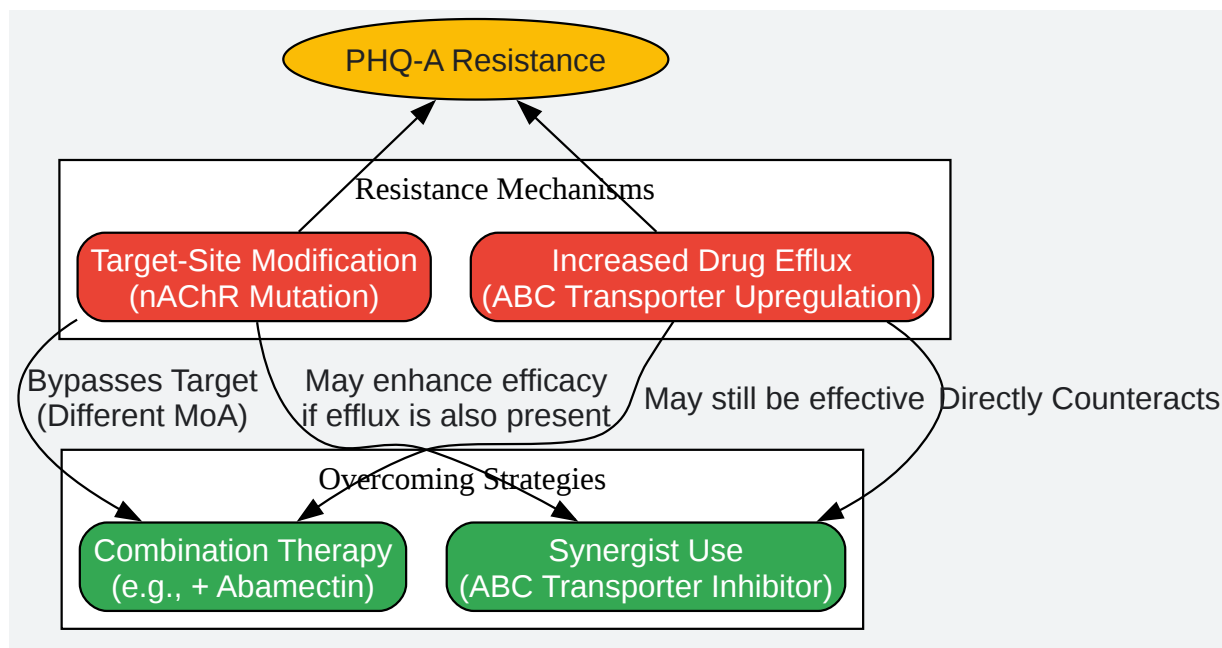 PHQ-A Resistance
Resistance Mechanisms
Target-Site Modification
(nAChR Mutation)
Increased Drug Efflux
(ABC Transporter Upregulation)
Bypasses Target
(Different MoA)
May enhance efficacy
if efflux is also present
May still be effective
Directly Counteracts
Overcoming Strategies
Combination Therapy
(e.g., + Abamectin)
Synergist Use
(ABC Transporter Inhibitor)